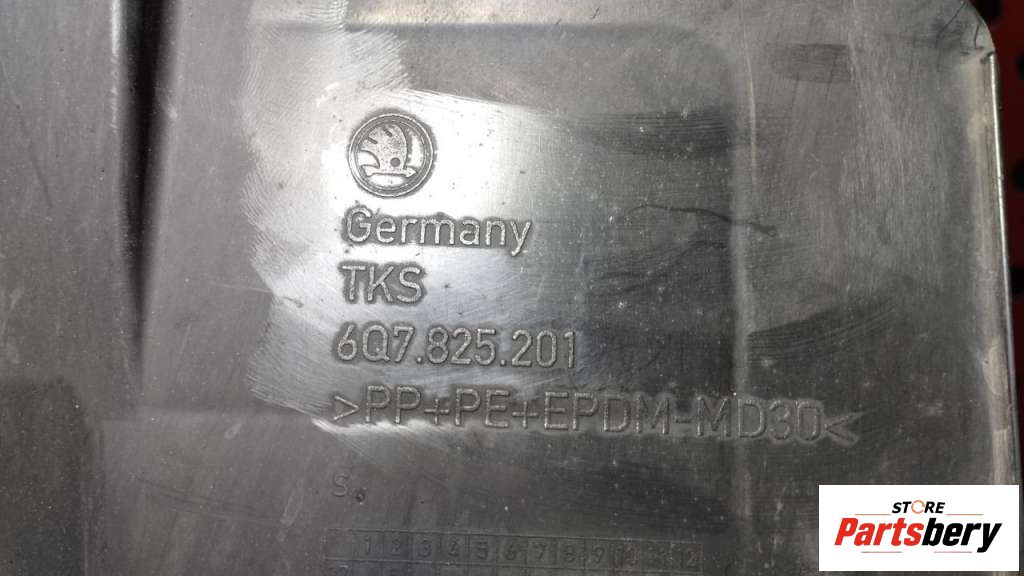 Germany
TKS
6Q7.825.201
>PP+PE+EPDM-MD30<
S.
1 2 3 4 5 6 7 8 9 10 11 12
STORE
Partsbery